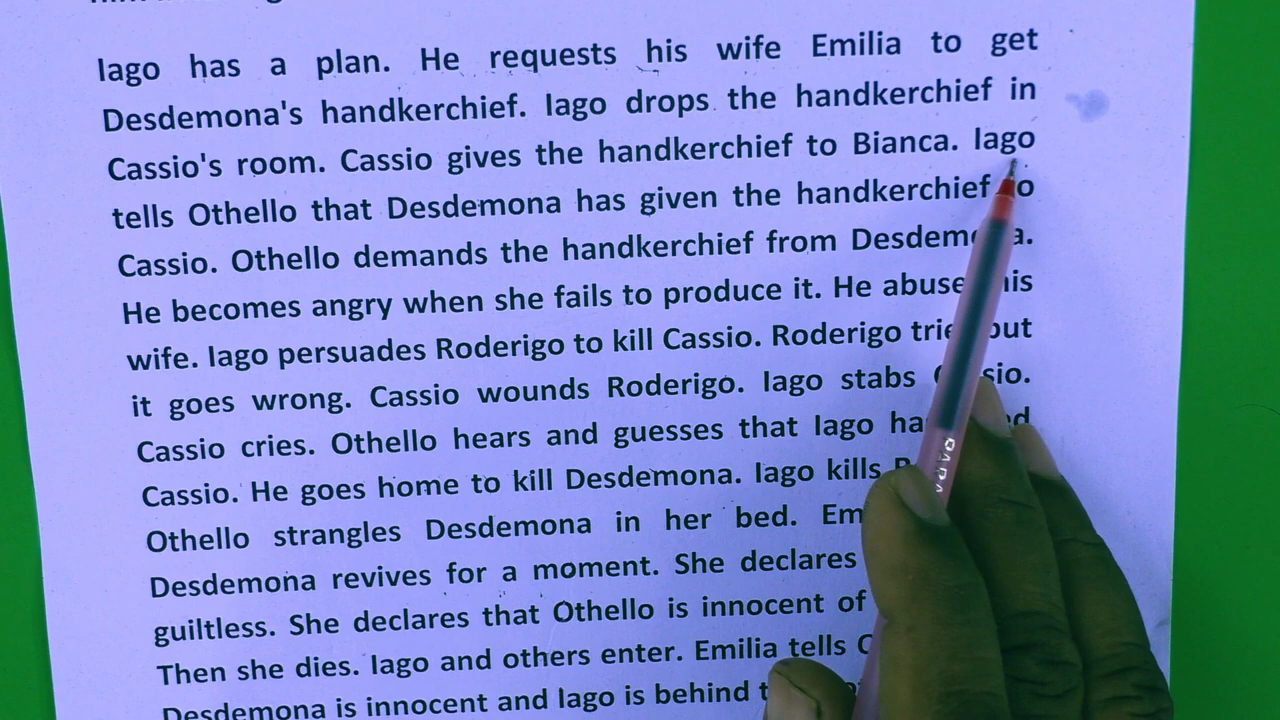 Iago has a plan. He requests his wife Emilia to get
Desdemona's handkerchief. Iago drops the handkerchief in
Cassio's room. Cassio gives the handkerchief to Bianca. Iago
tells Othello that Desdemona has given the handkerchief
Cassio. Othello demands the handkerchief from
He becomes angry when she fails to produce it. He
wife. Iago persuades Roderigo to kill Cassio. Roderigo but
it goes wrong. Cassio wounds Roderigo. Iago stabs
Cassio cries. Othello hears and guesses that Iago
Cassio. He goes home to kill Desdemona. Iago kills
Othello strangles Desdemona in her bed.
Desdemona revives for a moment. She declares
guiltless. She declares that Othello is innocent of
Then she dies. Iago and others enter. Emilia tells
Desdemona is innocent and Iago is behind